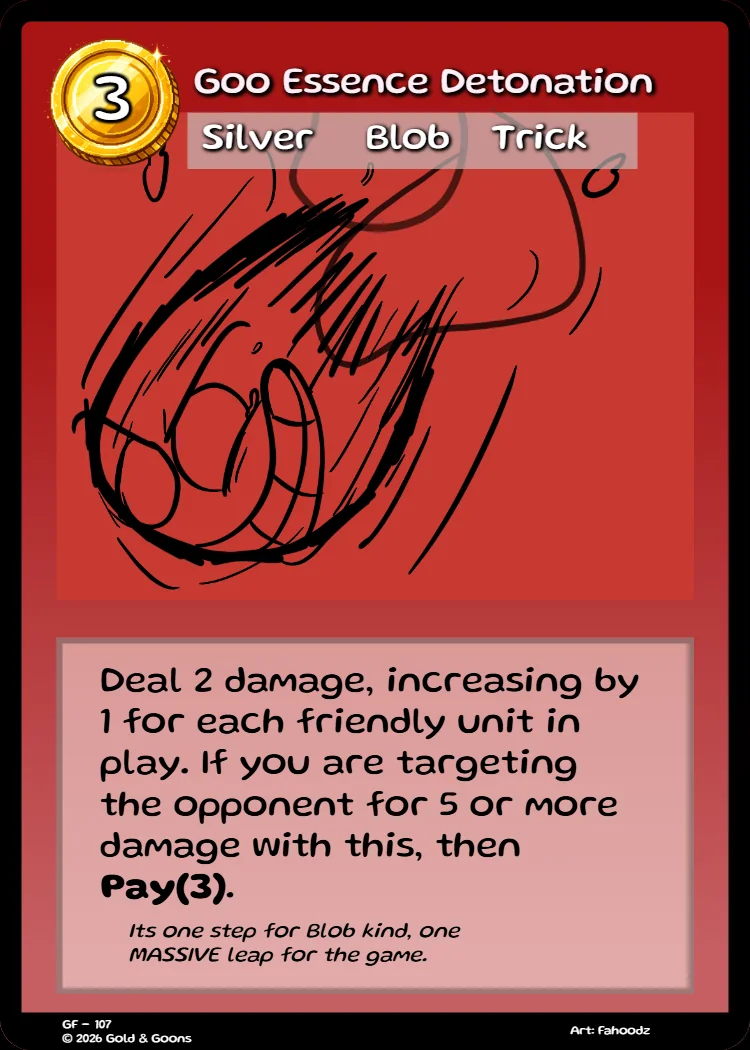 3
Goo Essence Detonation
Silver Blob Trick
Deal 2 damage, increasing by
1 for each friendly unit in
play. If you are targeting
the opponent for 5 or more
damage with this, then
Pay(3).
Its one step for Blob kind, one
MASSIVE leap for the game.
GF - 107
© 2026 Gold & Goons
Art: Fahoodz